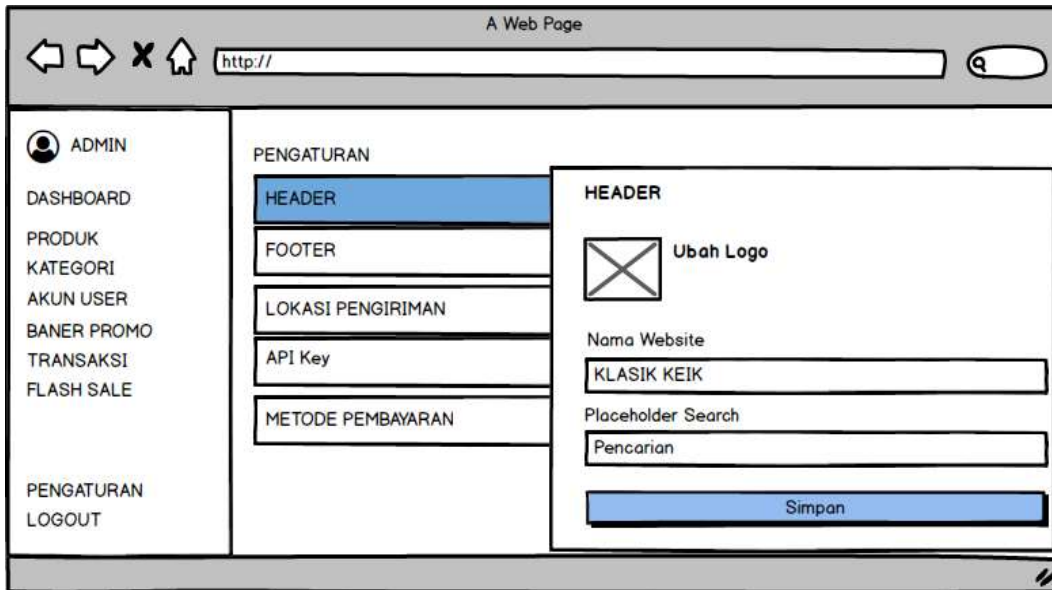 A Web Page
http://
ADMIN
DASHBOARD
PRODUK
KATEGORI
AKUN USER
BANER PROMO
TRANSAKSI
FLASH SALE
PENGATURAN
LOGOUT
PENGATURAN
HEADER
FOOTER
LOKASI PENGIRIMAN
API Key
METODE PEMBAYARAN
HEADER
Ubah Logo
Nama Website
KLASIK KEIK
Placeholder Search
Pencarian
Simpan